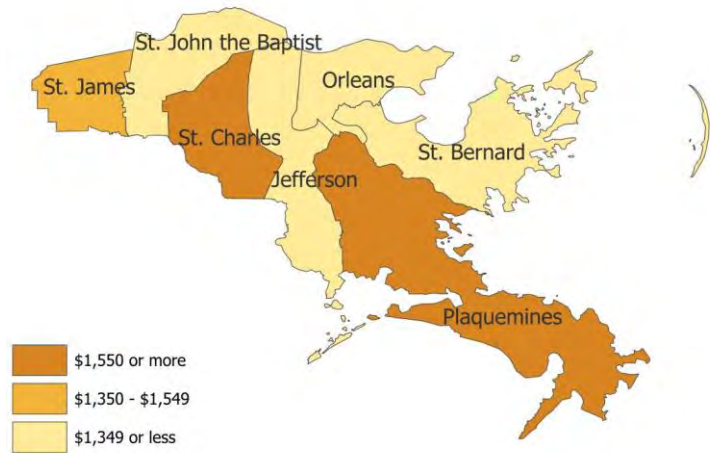 St. John the Baptist
St. James
Orleans
St. Charles
St. Bernard
Jefferson
Plaquemines
$1,550 or more
$1,350 - $1,549
$1,349 or less